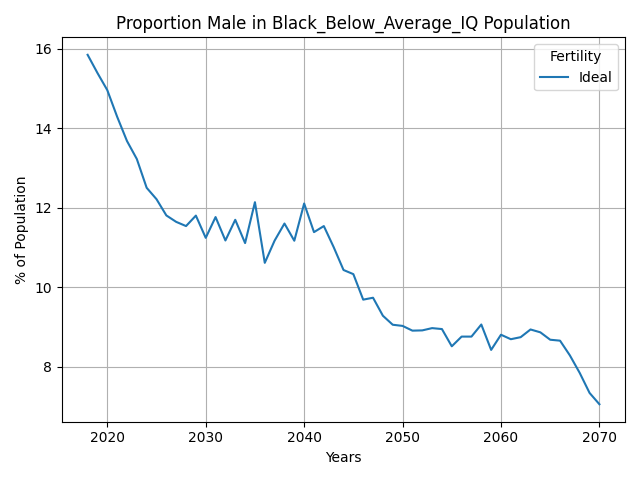 Proportion Male in Black_Below_Average_IQ Population
Fertility
Ideal
% of Population
16
14
12
10
8
2020 2030 2040 2050 2060 2070
Years